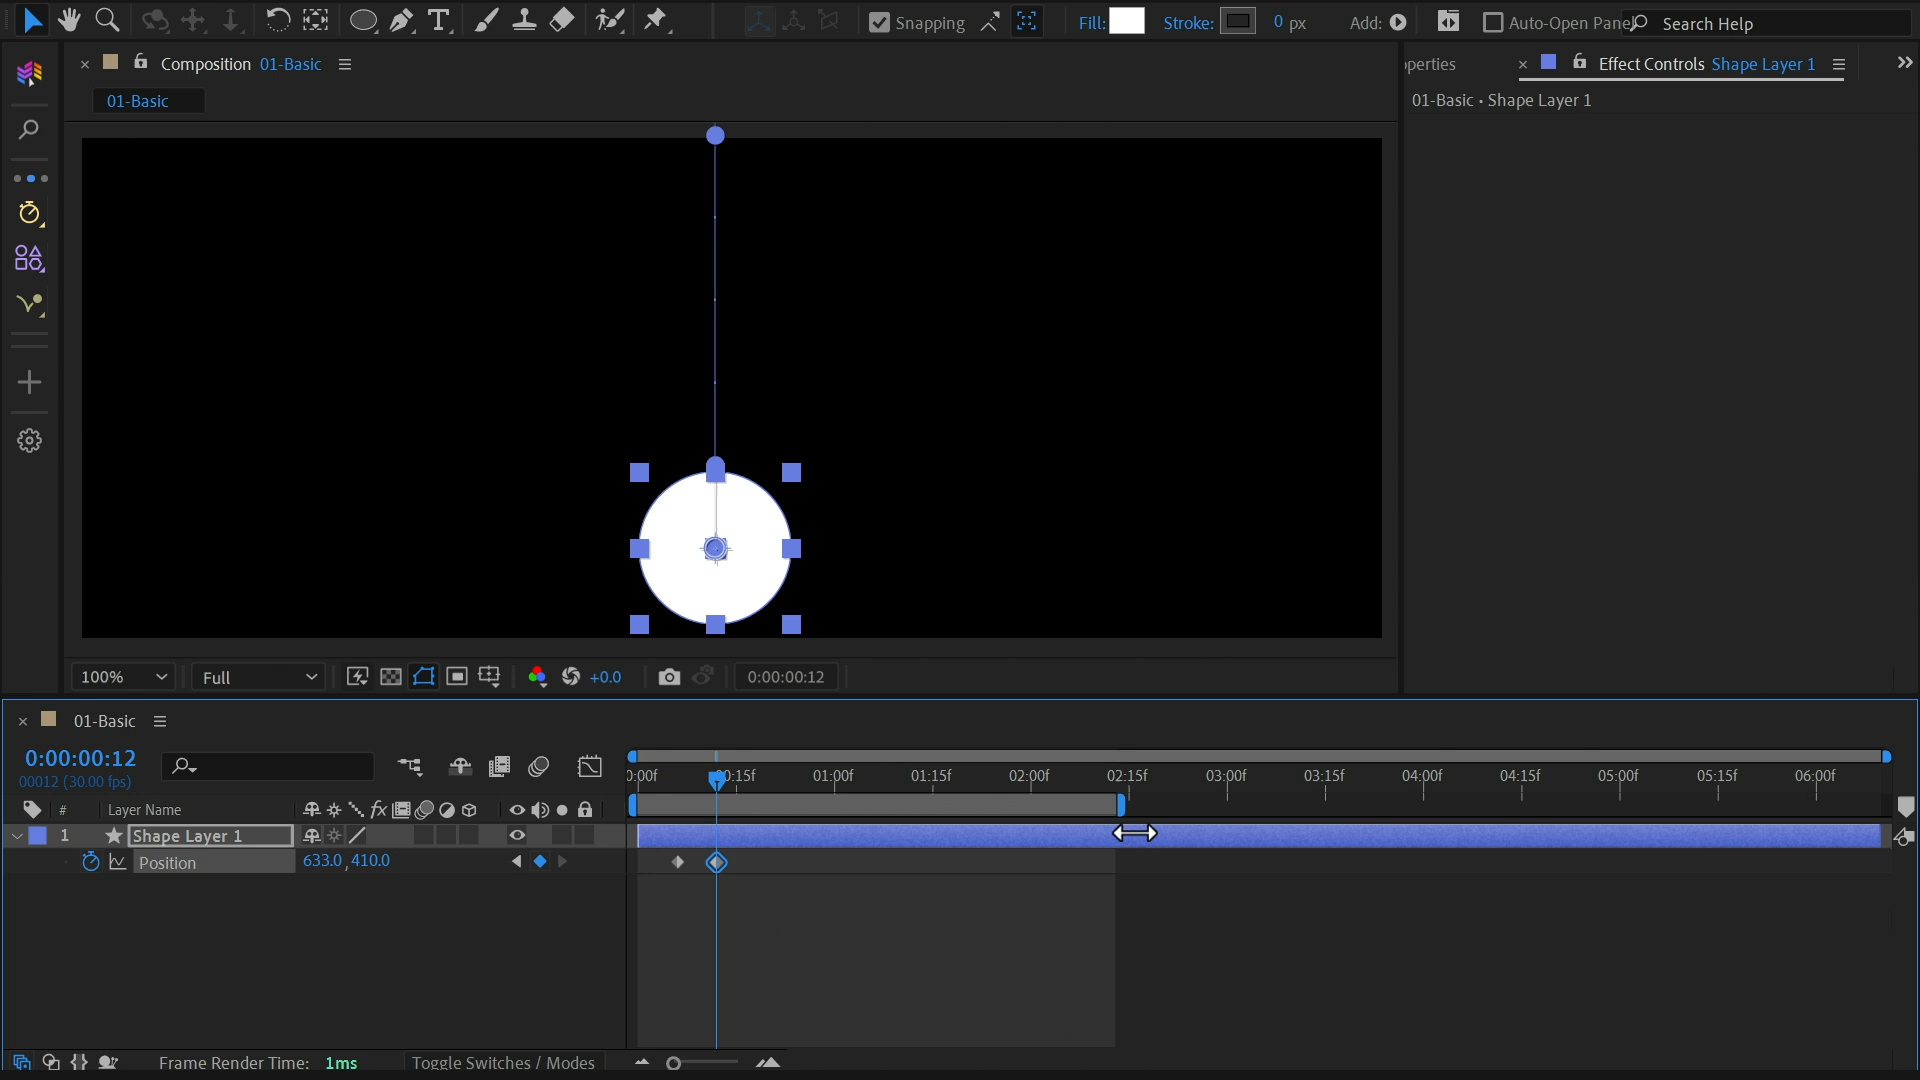 Snapping
Fill:
Stroke:
0 px
Add:
Auto-Open Panel
Search Help
Composition 01-Basic
perties
Effect Controls Shape Layer 1
01-Basic
01-Basic • Shape Layer 1
100%
Full
+0.0
0:00:00:12
01-Basic
0:00:00:12
00012 (30.00 fps)
0:00f
0:15f
01:00f
01:15f
02:00f
02:15f
03:00f
03:15f
04:00f
04:15f
05:00f
05:15f
06:00f
#
Layer Name
fx
1
Shape Layer 1
Position
633.0, 410.0
Frame Render Time: 1ms
Toggle Switches / Modes